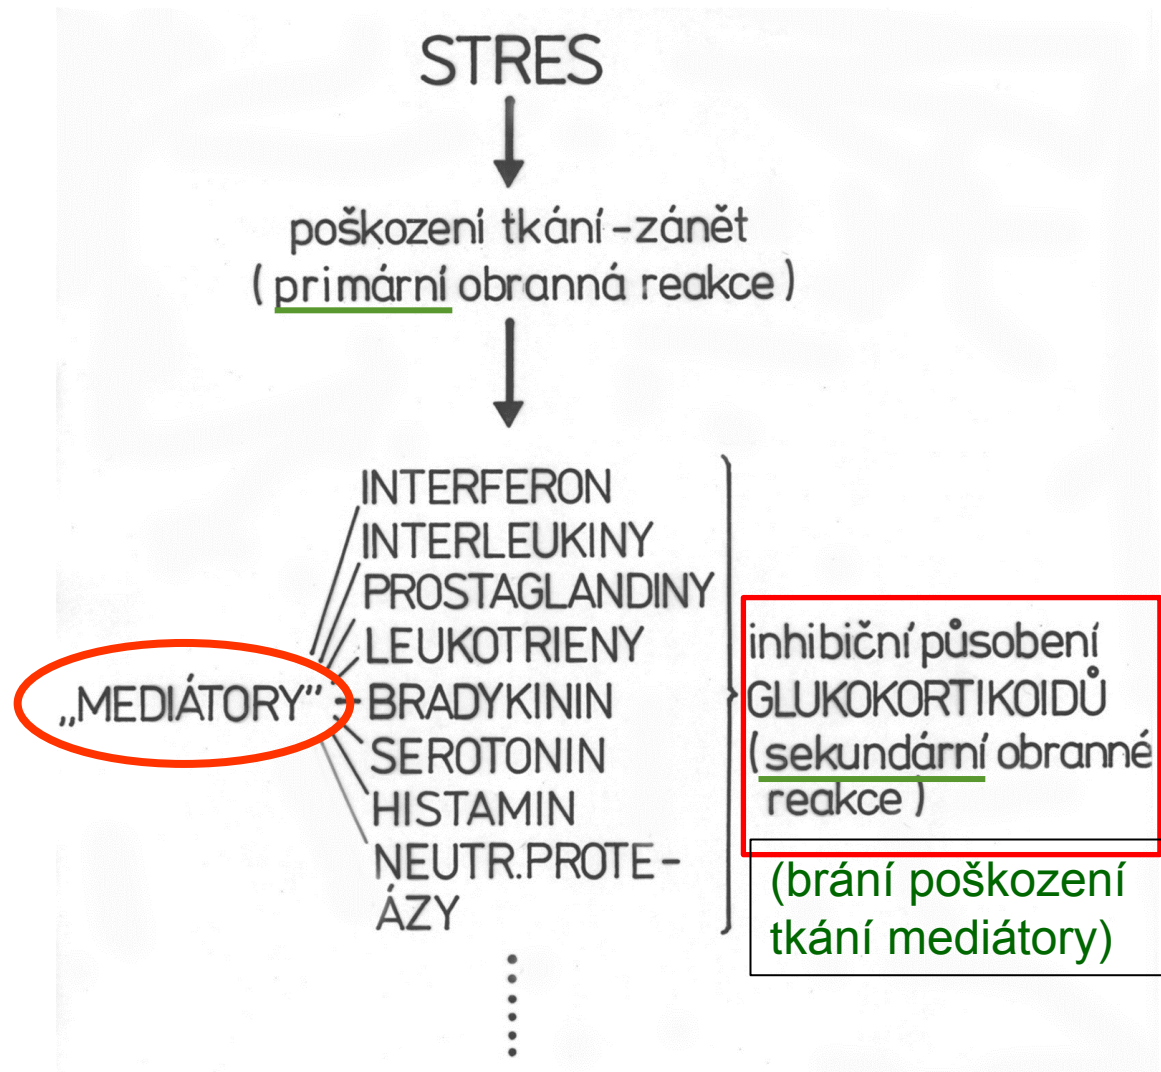 STRES
poškození tkání-zánět
(primární obranná reakce)
INTERFERON
INTERLEUKINY
PROSTAGLANDINY
LEUKOTRIENY
„MEDIÁTORY"
BRADYKININ
SEROTONIN
HISTAMIN
NEUTR.PROTE-
ÁZY
inhibiční působení
GLUKOKORTIKOIDŮ
(sekundární obranné
reakce)
(brání poškození
tkání mediátory)